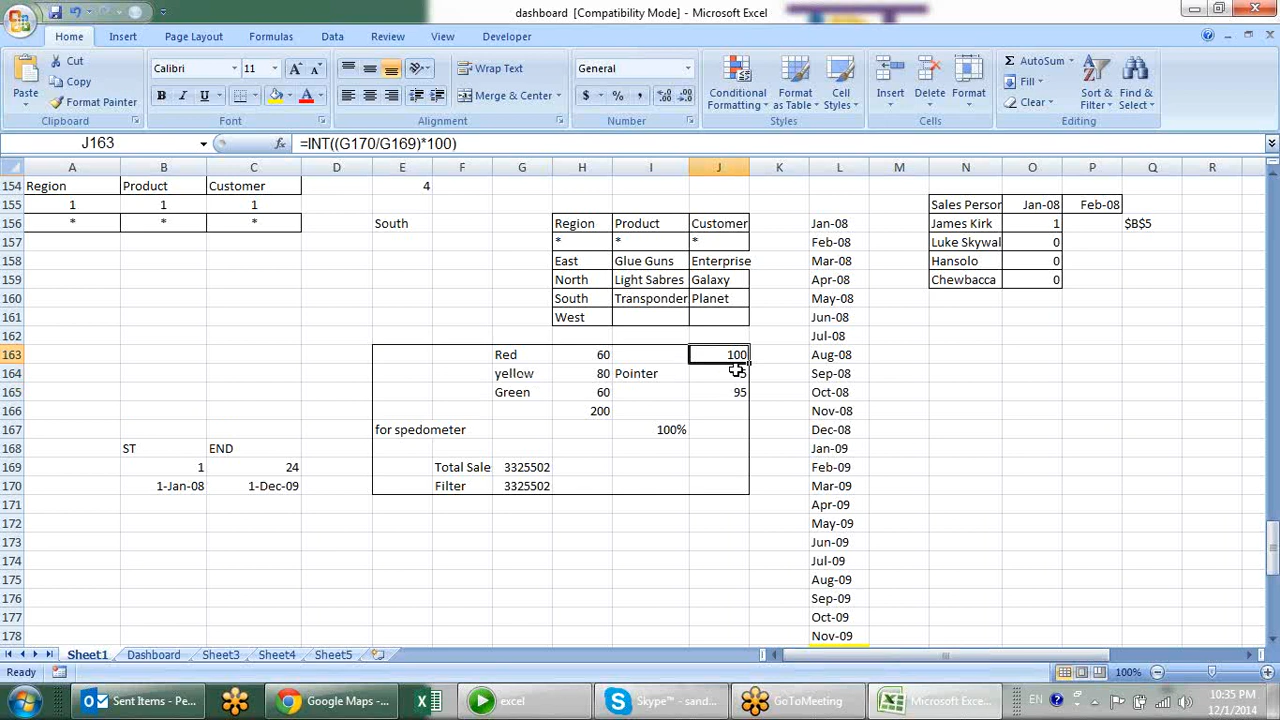 dashboard [Compatibility Mode] - Microsoft Excel
Home Insert Page Layout Formulas Data Review View Developer
Paste Cut Copy Format Painter Clipboard
Calibri 11 B I U A A A Font
Wrap Text Merge & Center Alignment
General $ % , Number
Conditional Formatting Format as Table Cell Styles Styles
Insert Delete Format Cells
AutoSum Fill Clear Sort & Filter Find & Select Editing
J163 fx =INT((G170/G169)*100)
A B C D E F G H I J K L M N O P Q R
154 Region Product Customer 4
155 1 1 1 Sales Person Jan-08 Feb-08
156 * * * South Region Product Customer Jan-08 James Kirk 1 $B$5
157 * * * Feb-08 Luke Skywal 0
158 East Glue Guns Enterprise Mar-08 Hansolo 0
159 North Light Sabres Galaxy Apr-08 Chewbacca 0
160 South Transponder Planet May-08
161 West Jun-08
162 Jul-08
163 Red 60 100 Aug-08
164 yellow 80 Pointer Sep-08
165 Green 60 95 Oct-08
166 200 Nov-08
167 for spedometer 100% Dec-08
168 ST END Jan-09
169 1 24 Total Sale 3325502 Feb-09
170 1-Jan-08 1-Dec-09 Filter 3325502 Mar-09
171 Apr-09
172 May-09
173 Jun-09
174 Jul-09
175 Aug-09
176 Sep-09
177 Oct-09
178 Nov-09
Sheet1 Dashboard Sheet3 Sheet4 Sheet5
Ready 100%
Sent Items - Pe... Google Maps - ... excel Skype™ - sand... GoToMeeting Microsoft Exce... EN 10:35 PM
12/1/2014